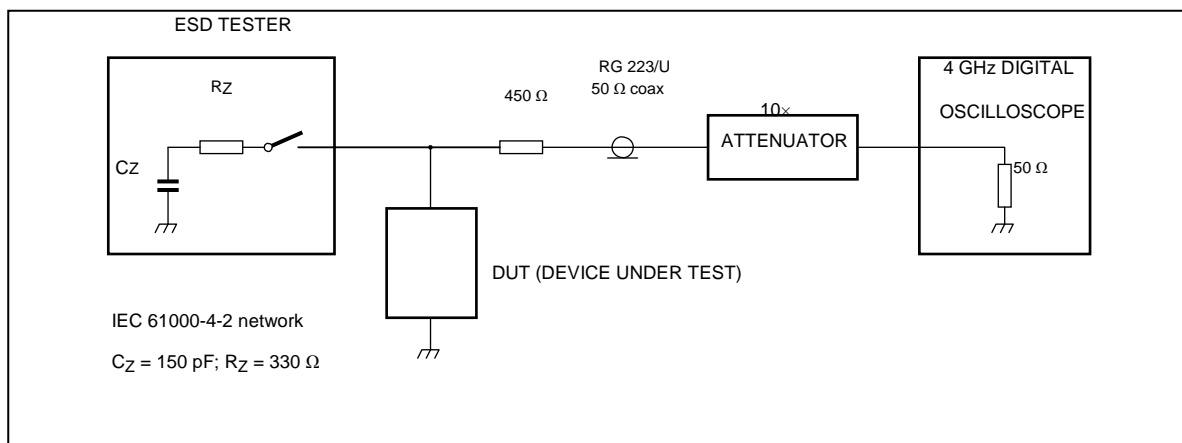 ESD TESTER
RZ
CZ
450 Ω
RG 223/U
50 Ω coax
10×
ATTENUATOR
4 GHz DIGITAL
OSCILLOSCOPE
50 Ω
DUT (DEVICE UNDER TEST)
IEC 61000-4-2 network
CZ = 150 pF; RZ = 330 Ω